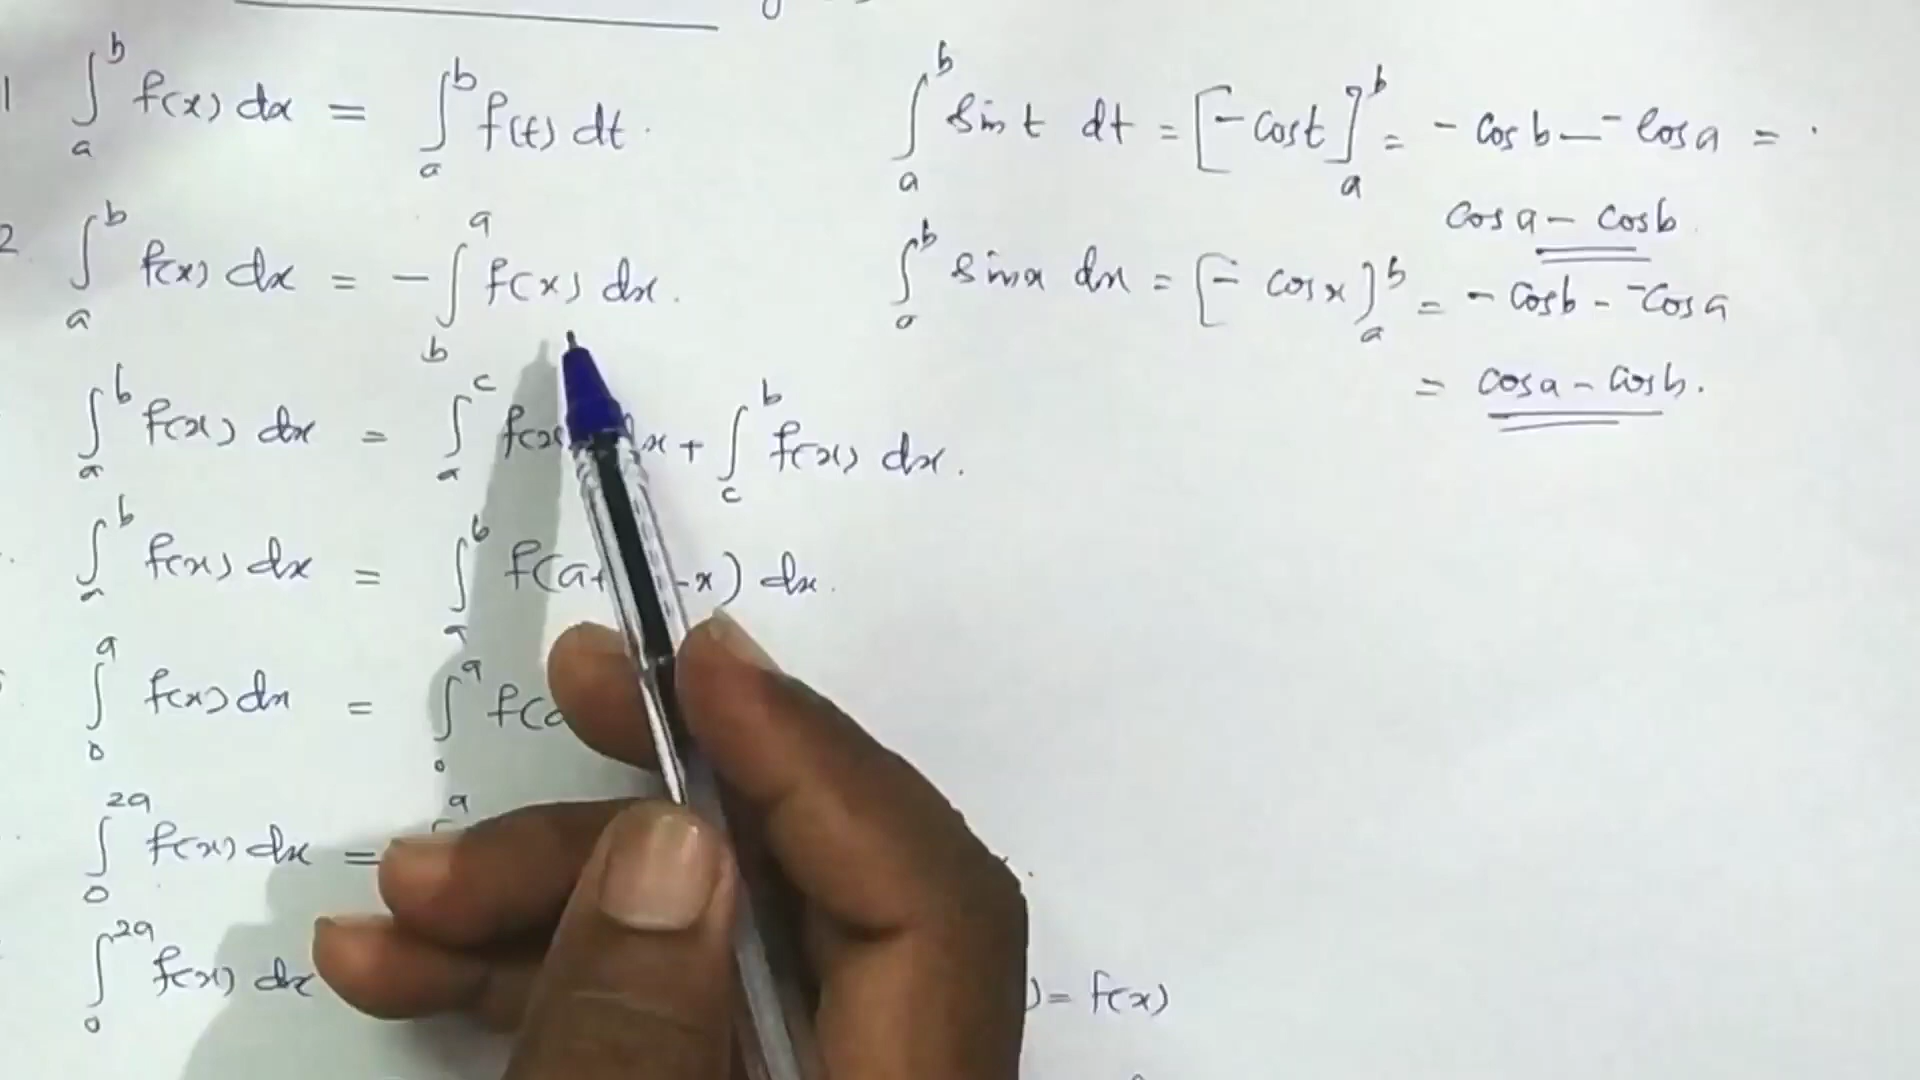 1 ∫_a^b f(x) dx = ∫_a^b f(t) dt.
2 ∫_a^b f(x) dx = -∫_b^a f(x) dx.
∫_a^b f(x) dx = ∫_a^c f(x) dx + ∫_c^b f(x) dx.
∫_a^b f(x) dx = ∫_a^b f(a+ -x) dx.
∫_0^a f(x) dx = ∫_0^a f(a
∫_0^2a f(x) dx = ∫ ^a
∫_0^2a f(x) dx
) = f(x)
∫_a^b sin t dt = [-cos t]_a^b = - cos b - - cos a =
cos a - cos b
∫_a^b sin x dx = [- cos x]_a^b = - cos b - - cos a
= cos a - cos b.